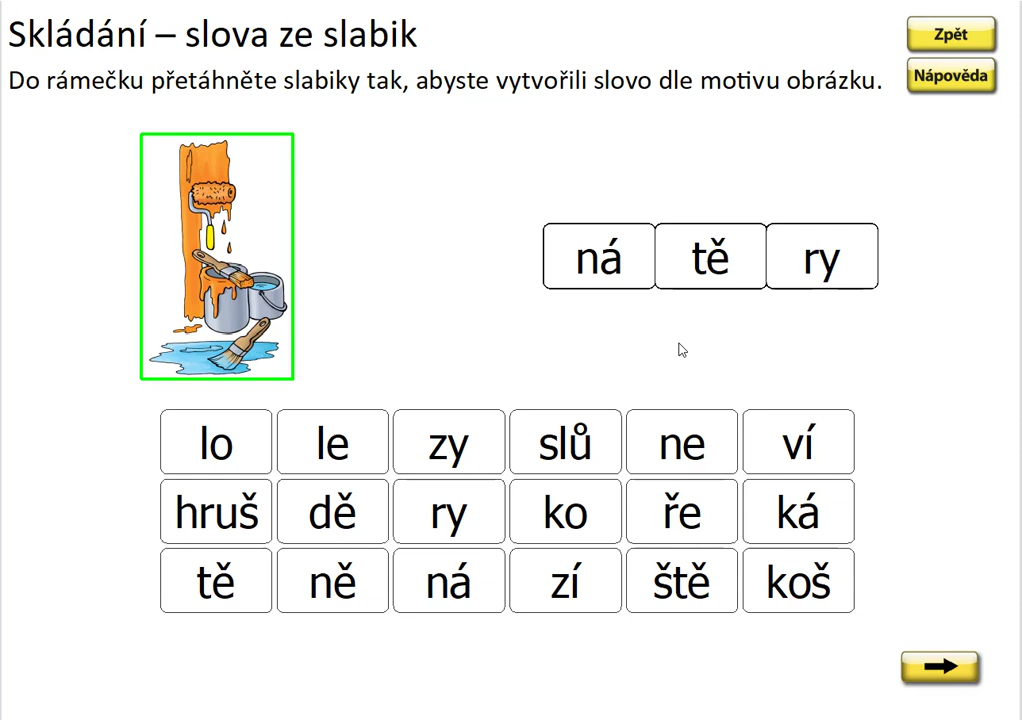 Skládání – slova ze slabik
Zpět
Do rámečku přetáhněte slabiky tak, abyste vytvořili slovo dle motivu obrázku.
Nápověda
ná tě ry
lo le zy slů ne ví
hruš dě ry ko ře ká
tě ně ná zí ště koš